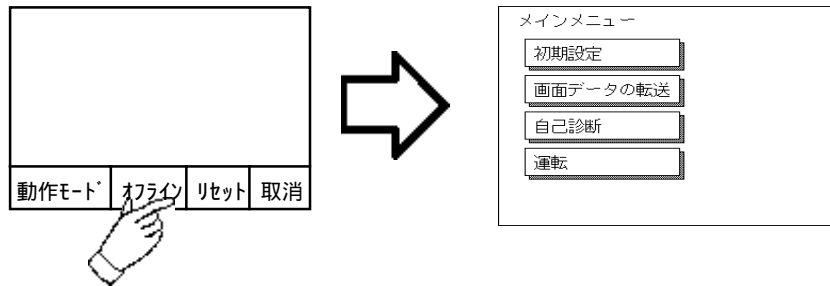 メインメニュー
初期設定
画面データの転送
自己診断
運転
動作ﾓｰﾄﾞ ｵﾌﾗｲﾝ ﾘｾｯﾄ 取消